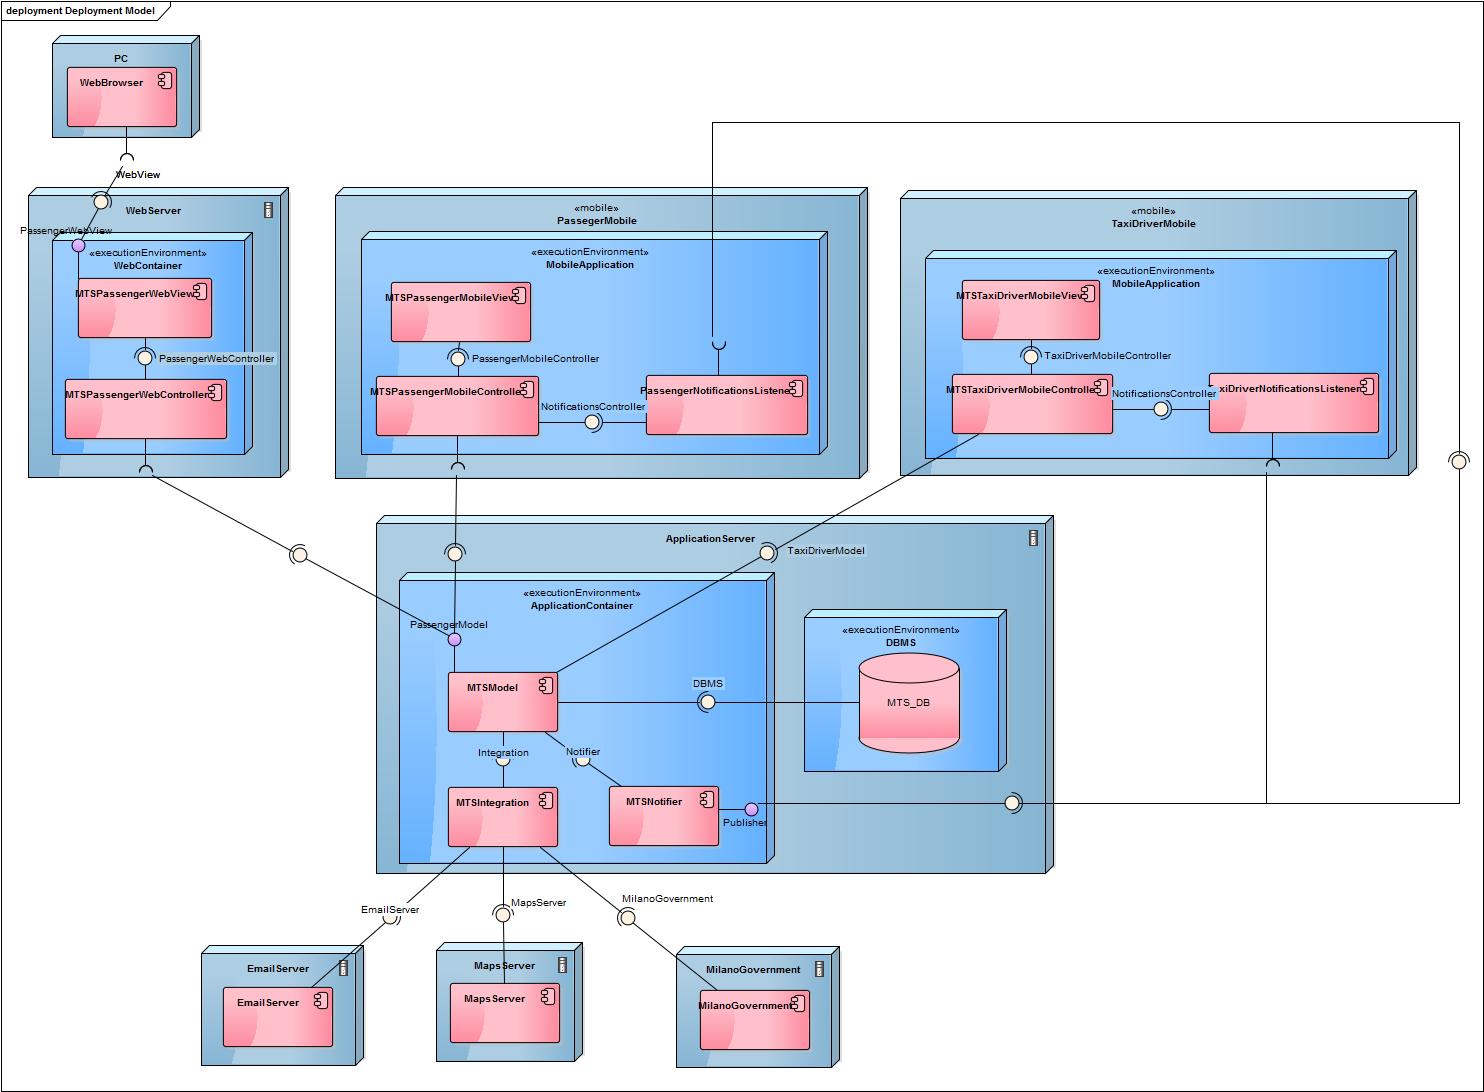 deployment Deployment Model
PC
WebBrowser
WebView
WebServer
PassengerWebView
«executionEnvironment»
WebContainer
MTSPassengerWebView
PassengerWebController
MTSPassengerWebController
«mobile»
PassegerMobile
«executionEnvironment»
MobileApplication
MTSPassengerMobileView
PassengerMobileController
MTSPassengerMobileController
NotificationsController
PassengerNotificationsListene
«mobile»
TaxiDriverMobile
«executionEnvironment»
MobileApplication
MTSTaxiDriverMobileView
TaxiDriverMobileController
MTSTaxiDriverMobileControlle
NotificationsController
xiDriverNotificationsListener
ApplicationServer
TaxiDriverModel
«executionEnvironment»
ApplicationContainer
PassengerModel
MTSModel
DBMS
«executionEnvironment»
DBMS
MTS_DB
Integration
Notifier
MTSIntegration
MTSNotifier
Publisher
EmailServer
MapsServer
MilanoGovernment
EmailServer
EmailServer
MapsServer
MapsServer
MilanoGovernment
MilanoGovernment